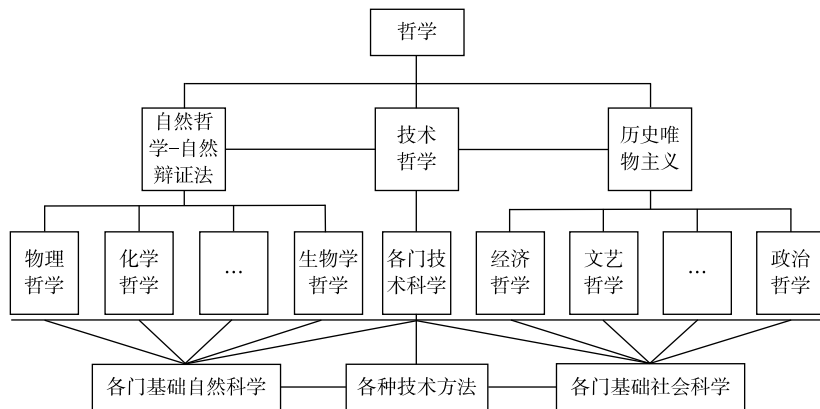 哲学
自然哲
学-自然
辩证法
技术
哲学
历史唯
物主义
物理
哲学
化学
哲学
…
生物学
哲学
各门技
术科学
经济
哲学
文艺
哲学
…
政治
哲学
各门基础自然科学
各种技术方法
各门基础社会科学